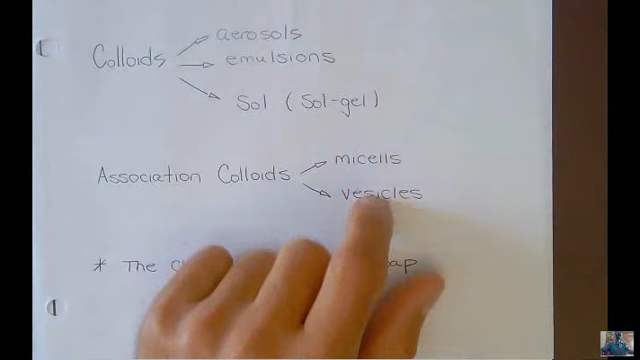 aerosols
Colloids
emulsions
Sol (Sol-gel)
micells
Association Colloids
vesicles
* The